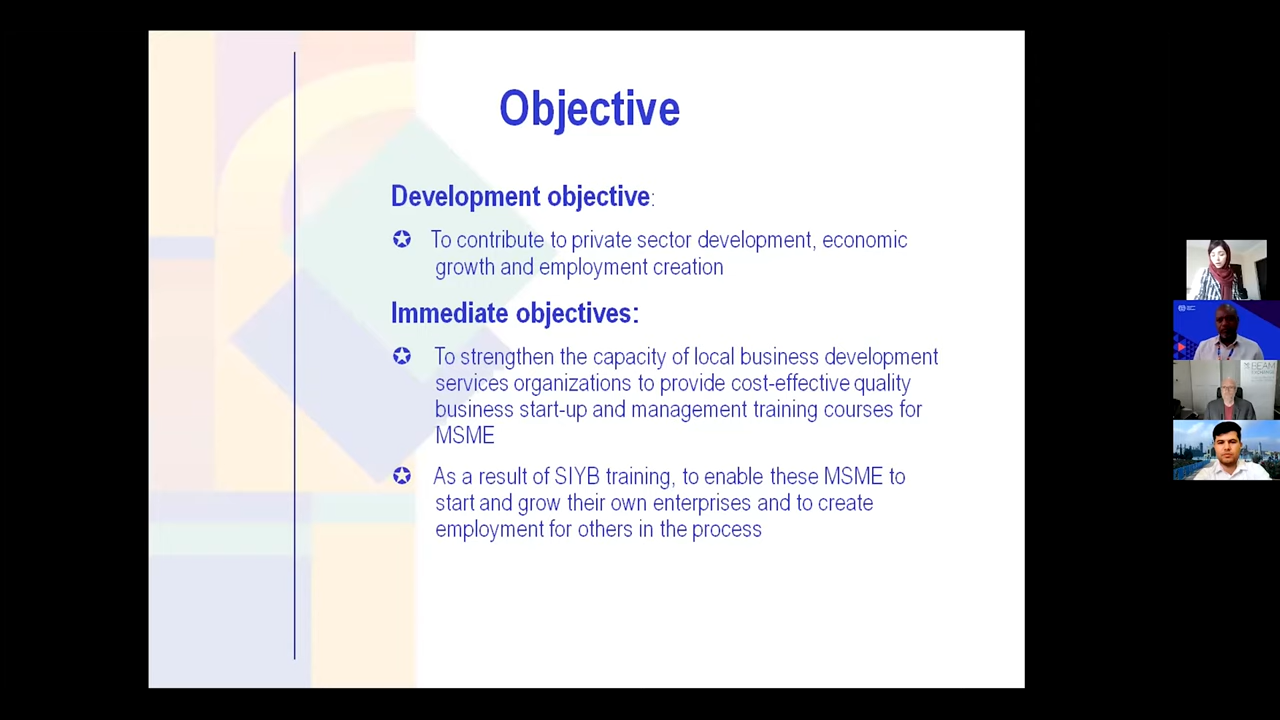 Objective
Development objective:
To contribute to private sector development, economic
growth and employment creation
Immediate objectives:
To strengthen the capacity of local business development
services organizations to provide cost-effective quality
business start-up and management training courses for
MSME
As a result of SIYB training, to enable these MSME to
start and grow their own enterprises and to create
employment for others in the process
BEAM